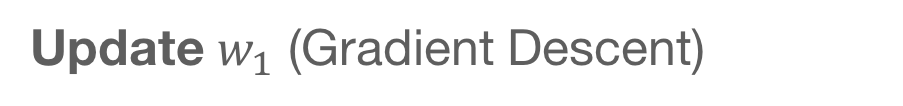 Update w₁ (Gradient Descent)